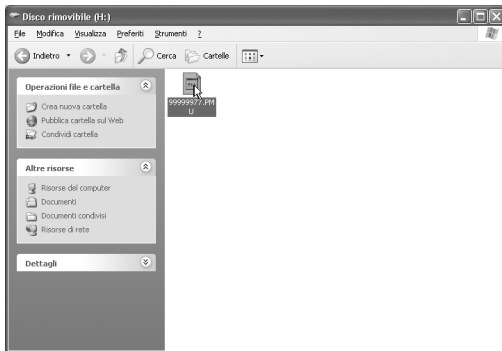 Disco rimovibile (H:)
File Modifica Visualizza Preferiti Strumenti ?
Indietro Cerca Cartelle
Operazioni file e cartella
Crea nuova cartella
Pubblica cartella sul Web
Condividi cartella
Altre risorse
Risorse del computer
Documenti
Documenti condivisi
Risorse di rete
Dettagli
99999977.PM
U